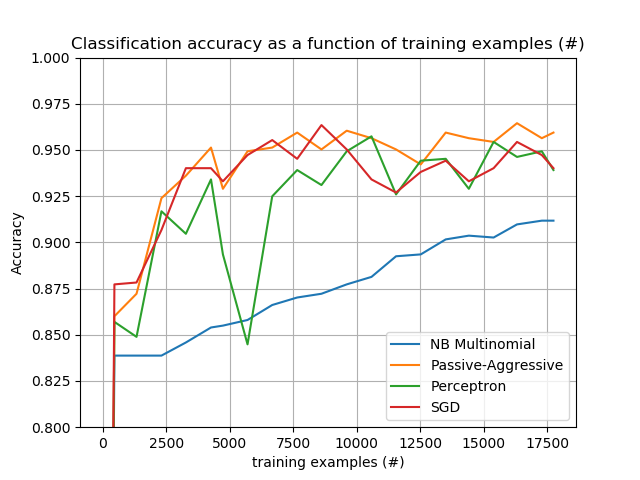 Classification accuracy as a function of training examples (#)
1.000
0.975
0.950
0.925
0.900
0.875
0.850
0.825
0.800
Accuracy
0 2500 5000 7500 10000 12500 15000 17500
training examples (#)
NB Multinomial
Passive-Aggressive
Perceptron
SGD